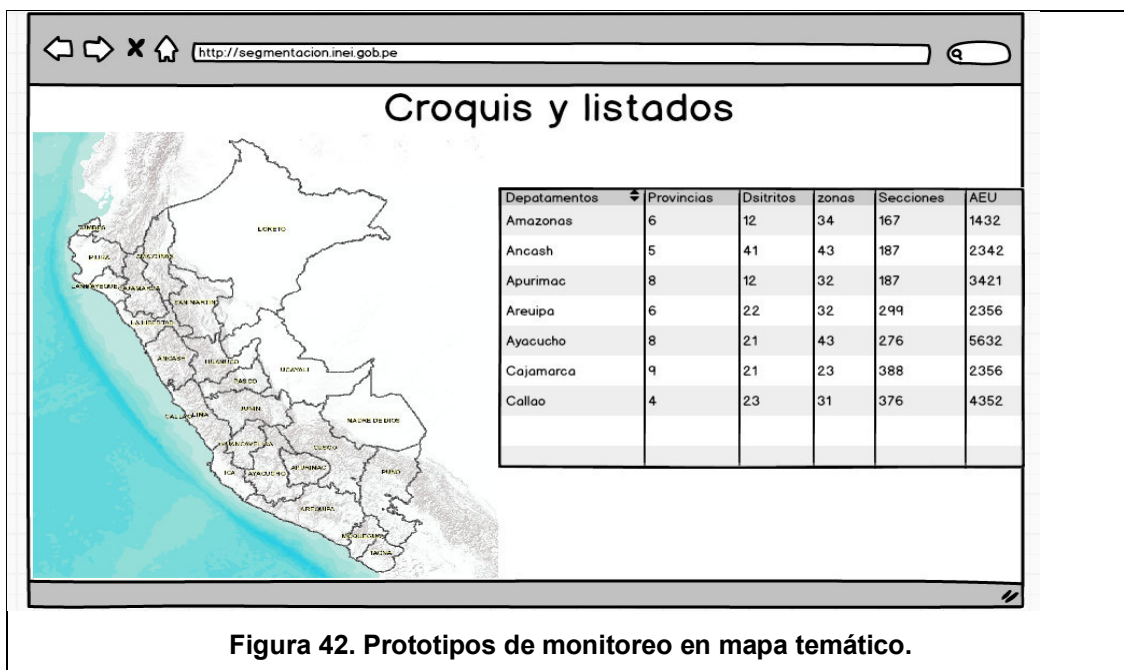 http://segmentacion.inei.gob.pe
Croquis y listados
Depatamentos Provincias Dsitritos zonas Secciones AEU
Amazonas 6 12 34 167 1432
Ancash 5 41 43 187 2342
Apurimac 8 12 32 187 3421
Areuipa 6 22 32 299 2356
Ayacucho 8 21 43 276 5632
Cajamarca 9 21 23 388 2356
Callao 4 23 31 376 4352
LORETO
TUMBES
PIURA AMAZONAS
LAMBAYEQUE CAJAMARCA
SAN MARTIN
LA LIBERTAD
ANCASH HUANUCO
UCAYALI
PASCO
JUNIN
CALLAO LIMA
MADRE DE DIOS
HUANCAVELICA
CUSCO
ICA AYACUCHO APURIMAC PUNO
AREQUIPA
MOQUEGUA
TACNA
Figura 42. Prototipos de monitoreo en mapa temático.